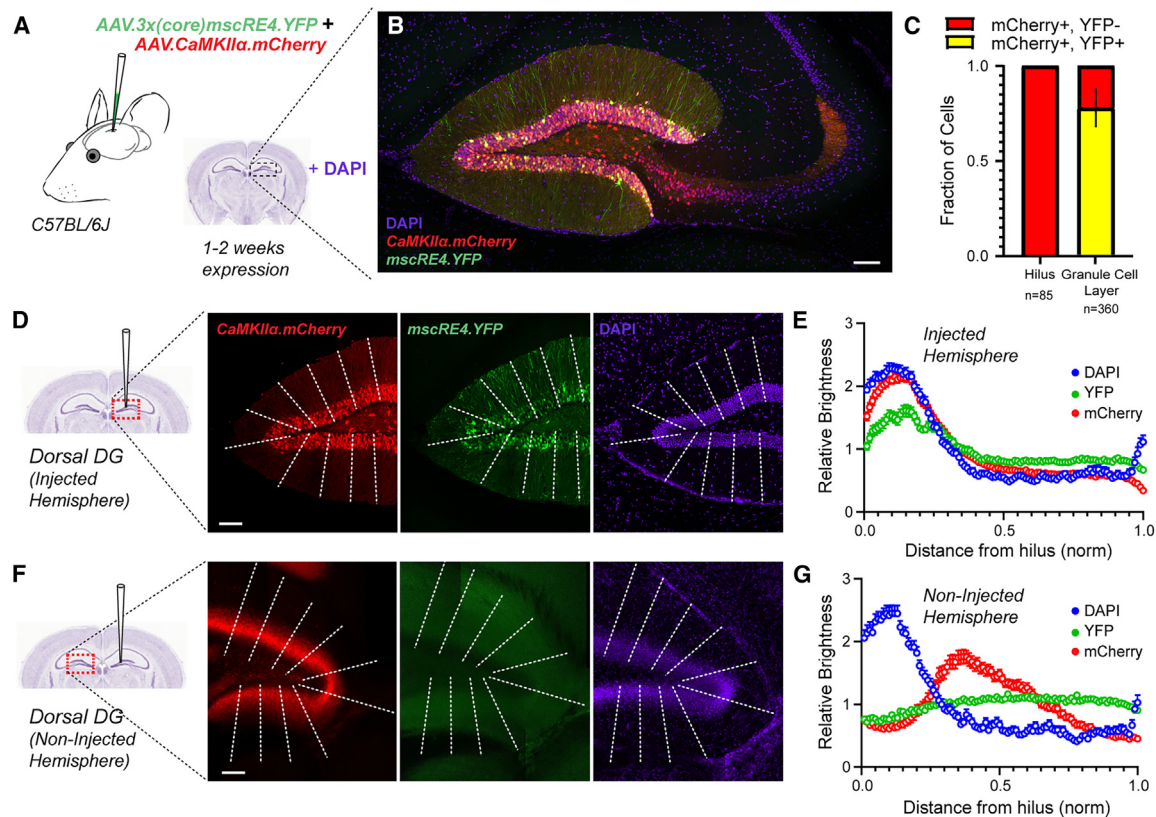 A
AAV.3x(core)mscRE4.YFP +
AAV.CaMKIIα.mCherry
C57BL/6J
+ DAPI
1-2 weeks
expression
B
DAPI
CaMKIIα.mCherry
mscRE4.YFP
C
mCherry+, YFP-
mCherry+, YFP+
Fraction of Cells
1.0
0.5
0.0
Hilus
n=85
Granule Cell
Layer
n=360
D
Dorsal DG
(Injected
Hemisphere)
CaMKIIα.mCherry
mscRE4.YFP
DAPI
E
Injected
Hemisphere
DAPI
YFP
mCherry
Relative Brightness
3
2
1
0
0.0
0.5
1.0
Distance from hilus (norm)
F
Dorsal DG
(Non-Injected
Hemisphere)
G
Non-Injected
Hemisphere
DAPI
YFP
mCherry
Relative Brightness
3
2
1
0
0.0
0.5
1.0
Distance from hilus (norm)